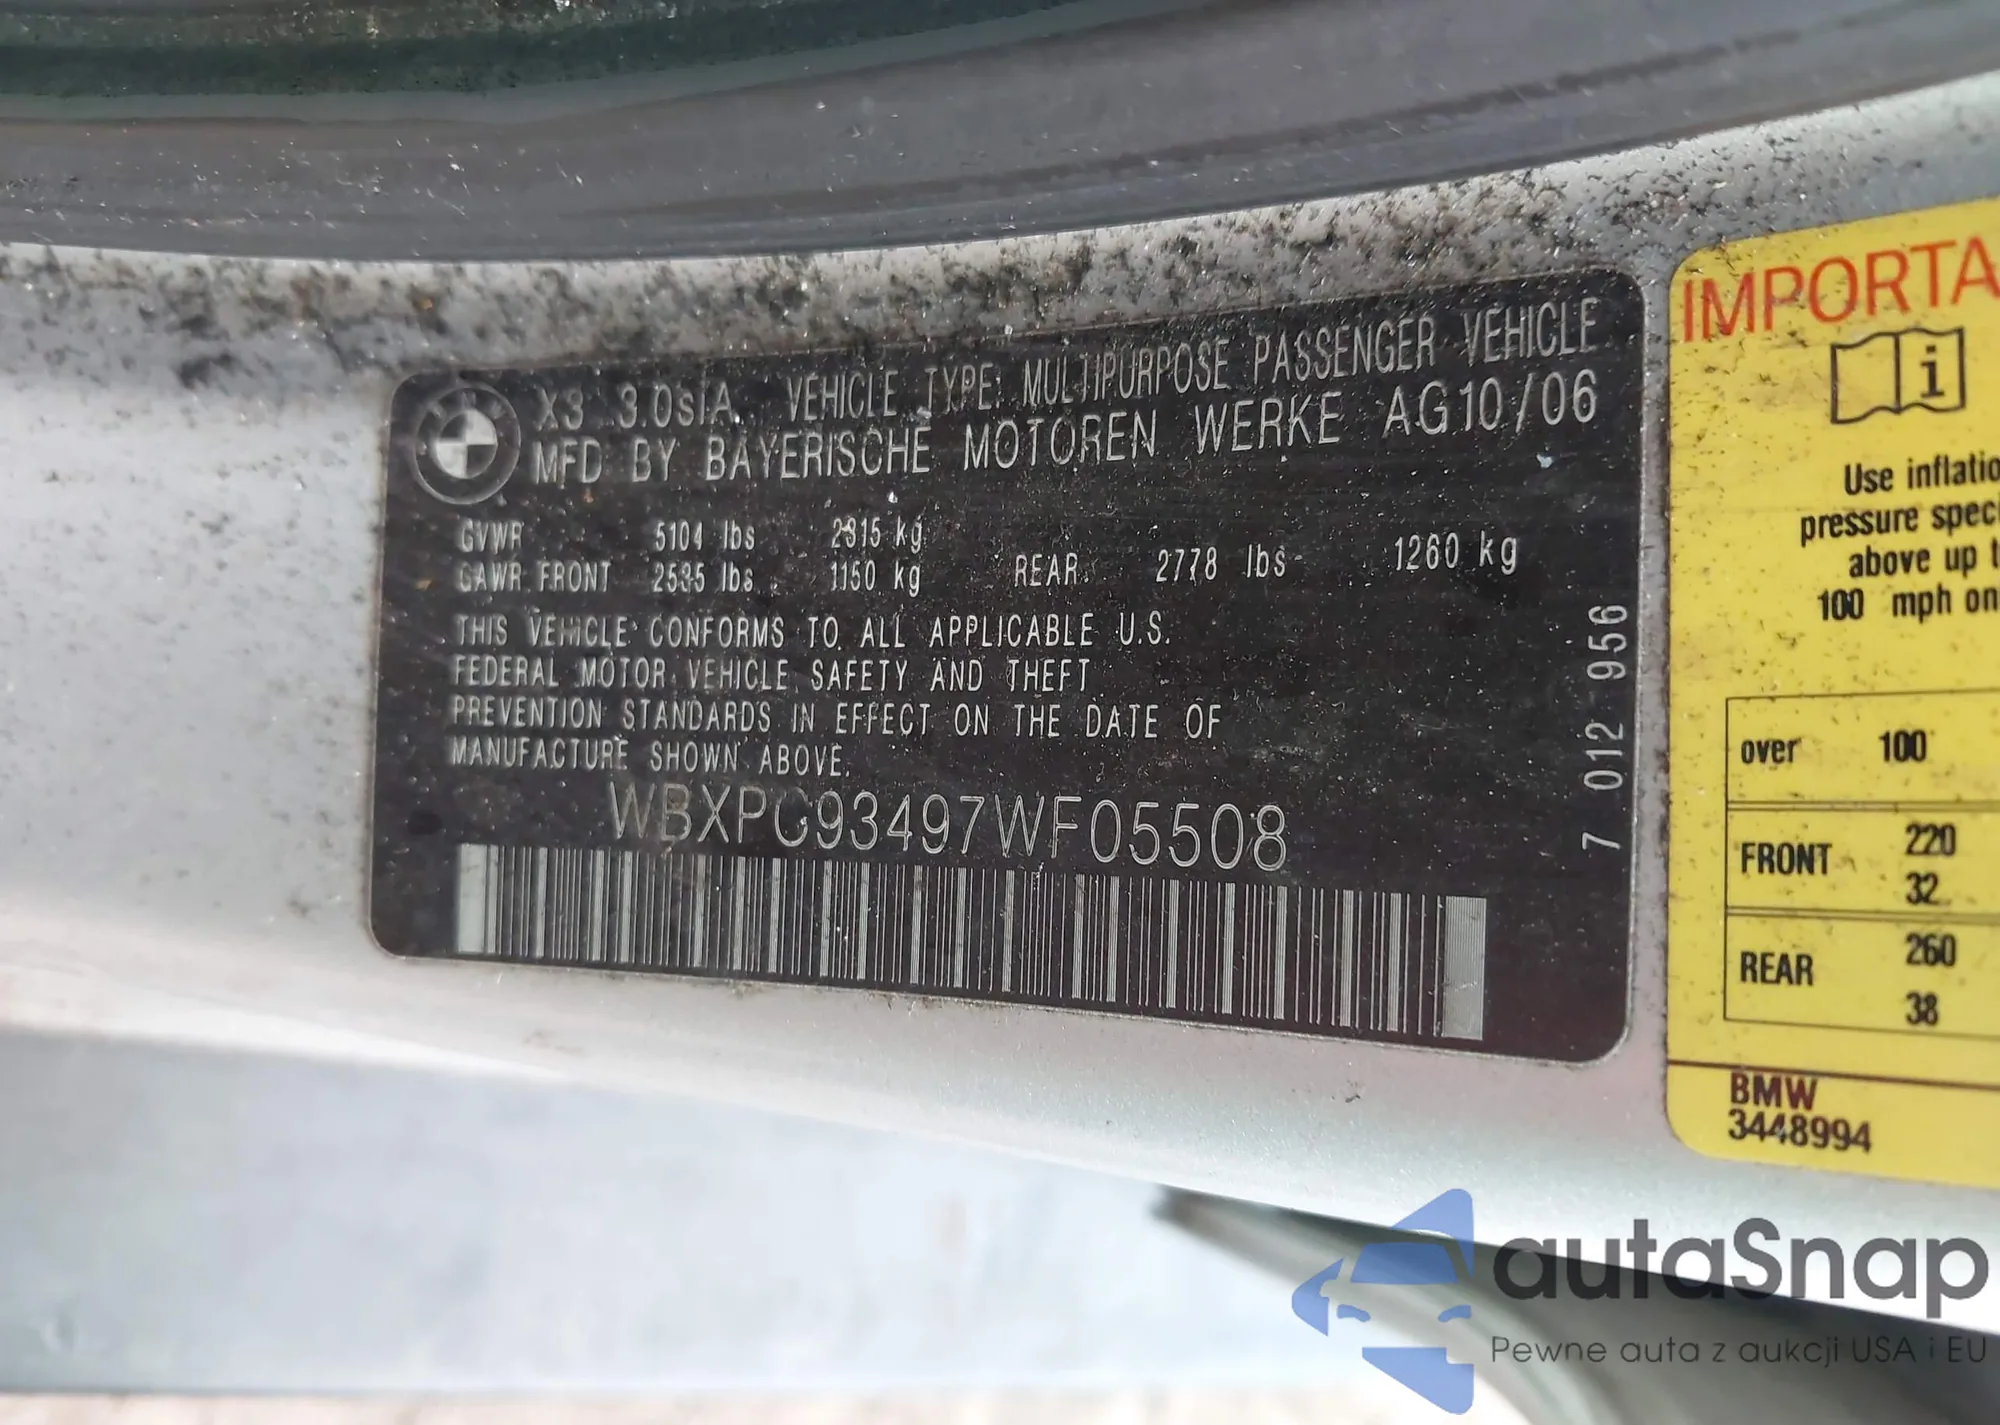 X3 3.0siA VEHICLE TYPE: MULTIPURPOSE PASSENGER VEHICLE
MFD BY BAYERISCHE MOTOREN WERKE AG 10/06
GVWR 5104 lbs 2315 kg
GAWR FRONT 2535 lbs 1150 kg REAR 2778 lbs 1260 kg
THIS VEHICLE CONFORMS TO ALL APPLICABLE U.S.
FEDERAL MOTOR VEHICLE SAFETY AND THEFT
PREVENTION STANDARDS IN EFFECT ON THE DATE OF
MANUFACTURE SHOWN ABOVE.
WBXPC93497WF05508
7 012 956
IMPORTA
i
Use inflatio
pressure speci
above up t
100 mph on
over 100
FRONT 220
32
REAR 260
38
BMW
3448994
autaSnap
Pewne auta z aukcji USA i EU